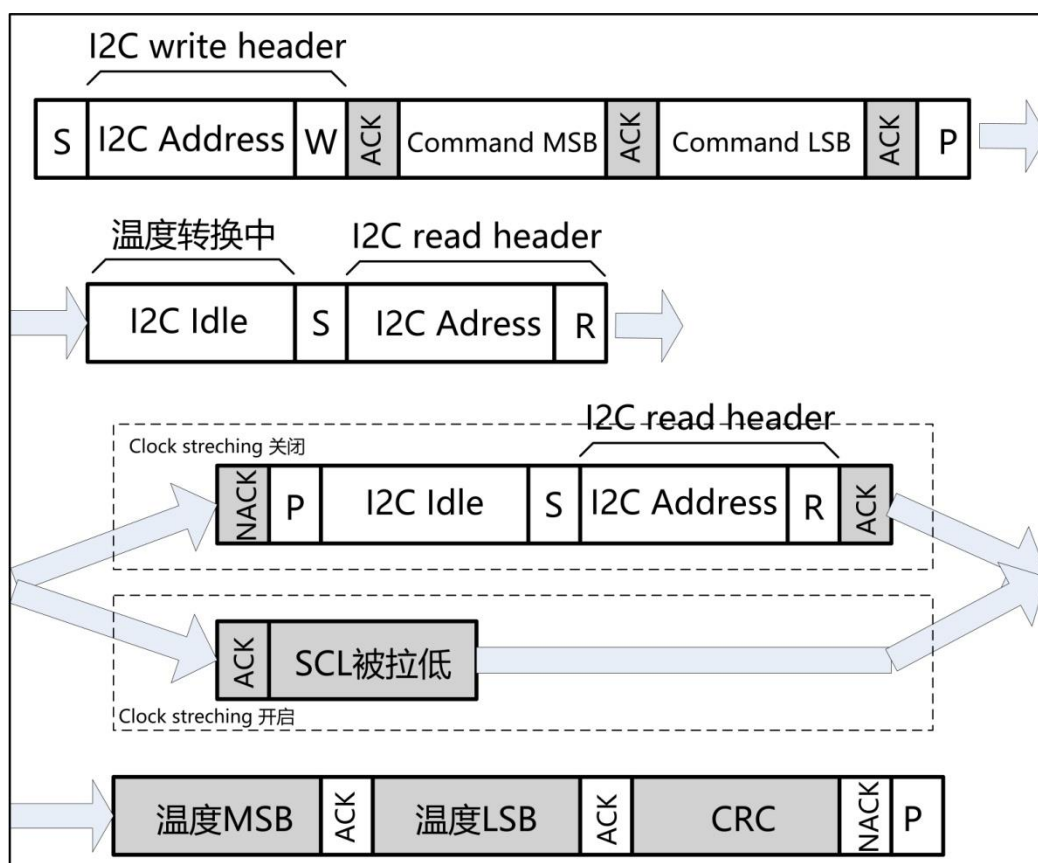 I2C write header
S I2C Address W ACK Command MSB ACK Command LSB ACK P
温度转换中 I2C read header
I2C Idle S I2C Adress R
I2C read header
Clock streching 关闭
NACK P I2C Idle S I2C Address R ACK
ACK SCL被拉低
Clock streching 开启
温度MSB ACK 温度LSB ACK CRC NACK P